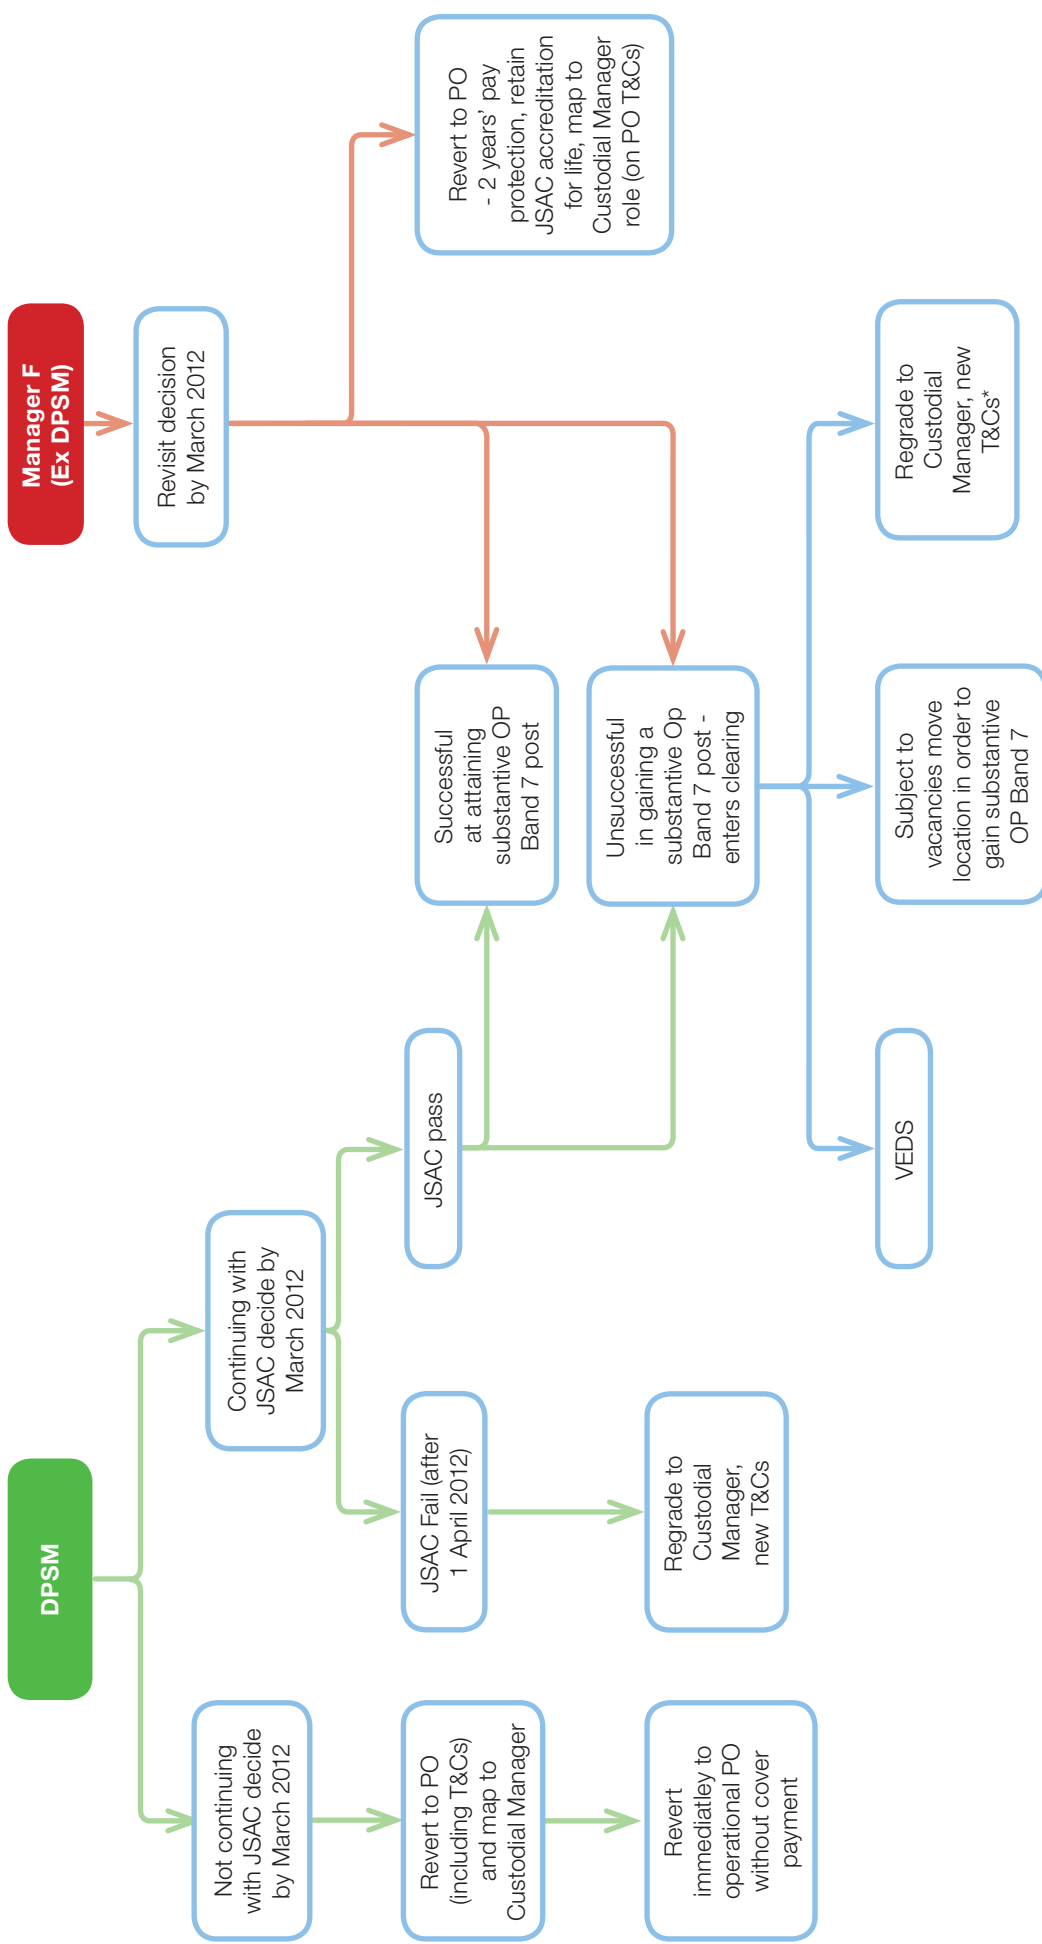 DPSM
Manager F
(Ex DPSM)
Not continuing
with JSAC decide
by March 2012
Continuing with
JSAC decide by
March 2012
Revisit decision
by March 2012
Revert to PO
(including T&Cs)
and map to
Custodial Manager
JSAC Fail (after
1 April 2012)
JSAC pass
Successful
at attaining
substantive OP
Band 7 post
Revert to PO
- 2 years' pay
protection, retain
JSAC accreditation
for life, map to
Custodial Manager
role (on PO T&Cs)
Revert
immediatley to
operational PO
without cover
payment
Regrade to
Custodial
Manager,
new T&Cs
Unsuccessful
in gaining a
substantive Op
Band 7 post -
enters clearing
VEDS
Subject to
vacancies move
location in order to
gain substantive
OP Band 7
Regrade to
Custodial
Manager, new
T&Cs*